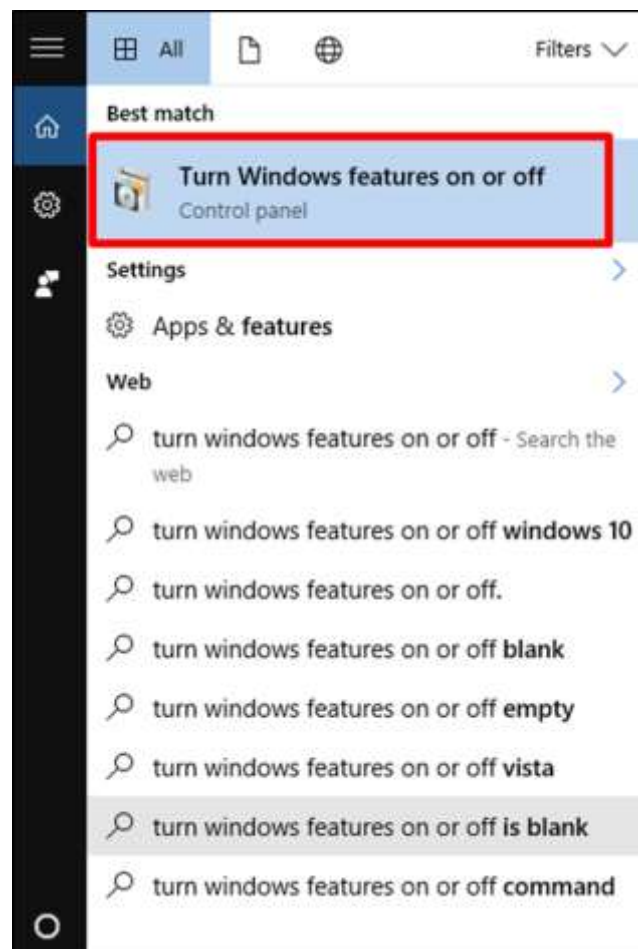 All
Filters
Best match
Turn Windows features on or off
Control panel
Settings
Apps & features
Web
turn windows features on or off - Search the
web
turn windows features on or off windows 10
turn windows features on or off.
turn windows features on or off blank
turn windows features on or off empty
turn windows features on or off vista
turn windows features on or off is blank
turn windows features on or off command